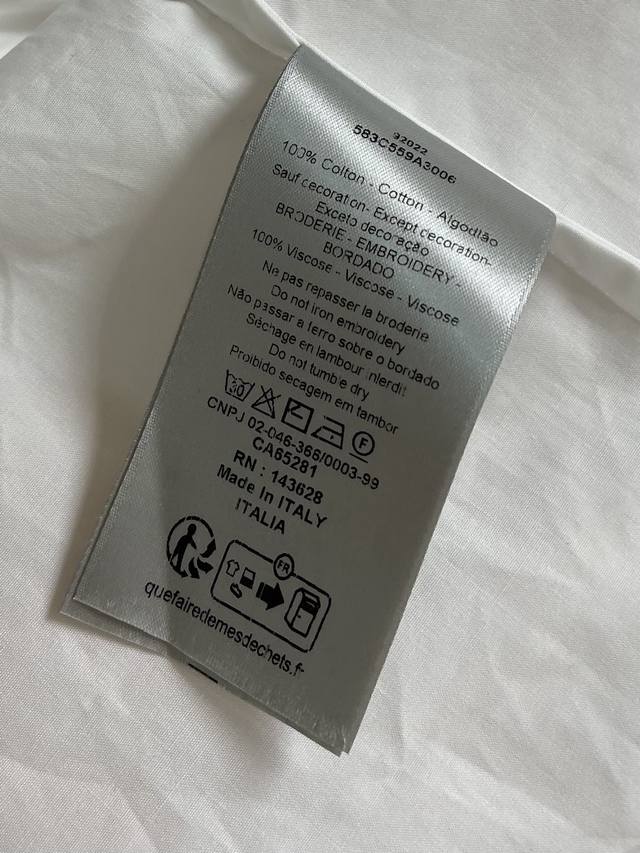 92022
583C559A3006
100% Coton - Cotton - Algodão
Sauf decoration- Except decoration-
Exceto decoração
BRODERIE - EMBROIDERY -
BORDADO
100% Viscose - Viscose - Viscose
Ne pas repasser la broderie
Do not iron embroidery
Não passar a ferro sobre o bordado
Séchage en tambour interdit
Do not tumble dry
Proibido secagem em tambor
30 F
CNPJ 02-046-366/0003-99
CA65281
RN : 143628
Made In ITALY
ITALIA
FR
quefairedemesdechets.fr